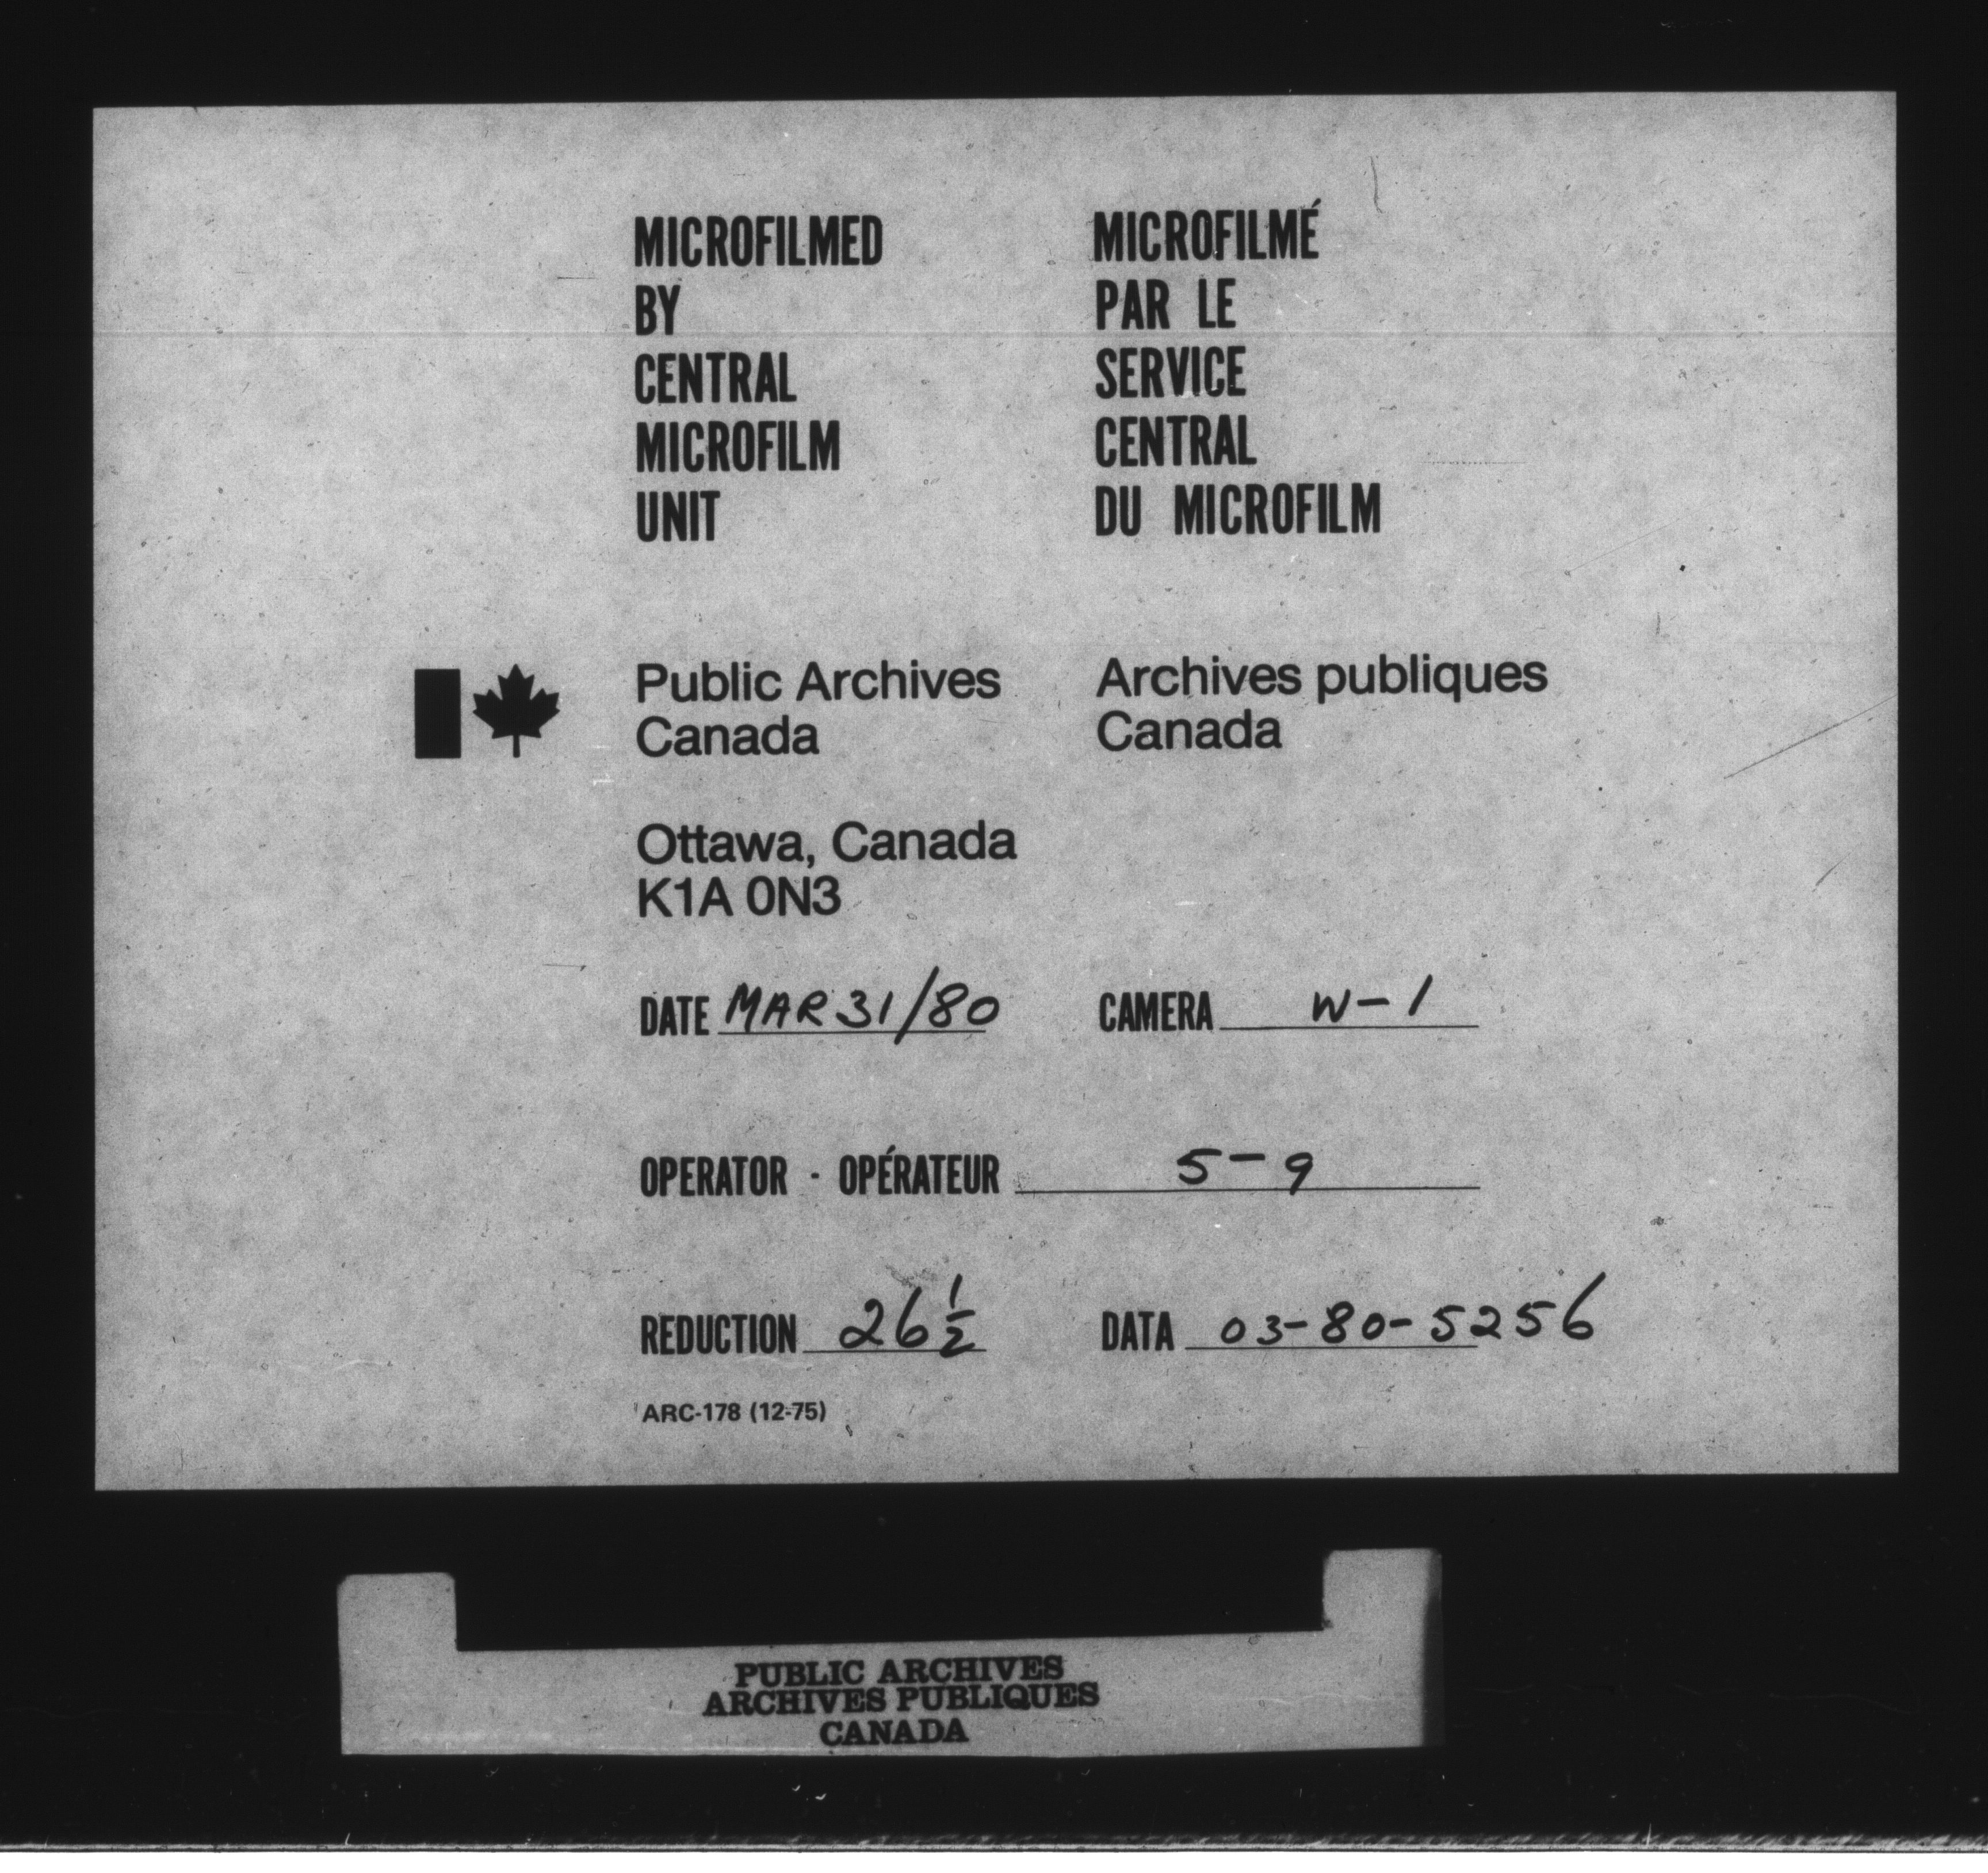 MICROFILMED
BY
CENTRAL
MICROFILM
UNIT
MICROFILMÉ
PAR LE
SERVICE
CENTRAL
DU MICROFILM
Public Archives
Canada
Archives publiques
Canada
Ottawa, Canada
K1A 0N3
DATE MAR 31/80
CAMERA W-1
OPERATOR - OPÉRATEUR 5-9
REDUCTION 26 1/2
DATA 03-80-5256
ARC-178 (12-75)
PUBLIC ARCHIVES
ARCHIVES PUBLIQUES
CANADA